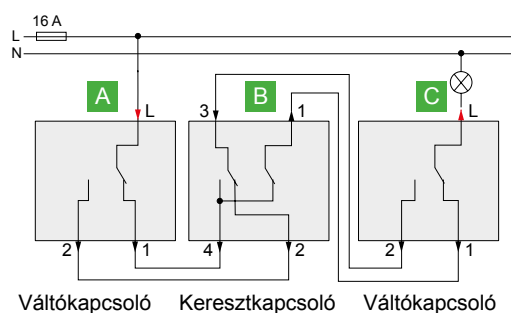 16 A
L
N
A B C
L 3 1 L
2 1 4 2 2 1
Váltókapcsoló Keresztkapcsoló Váltókapcsoló